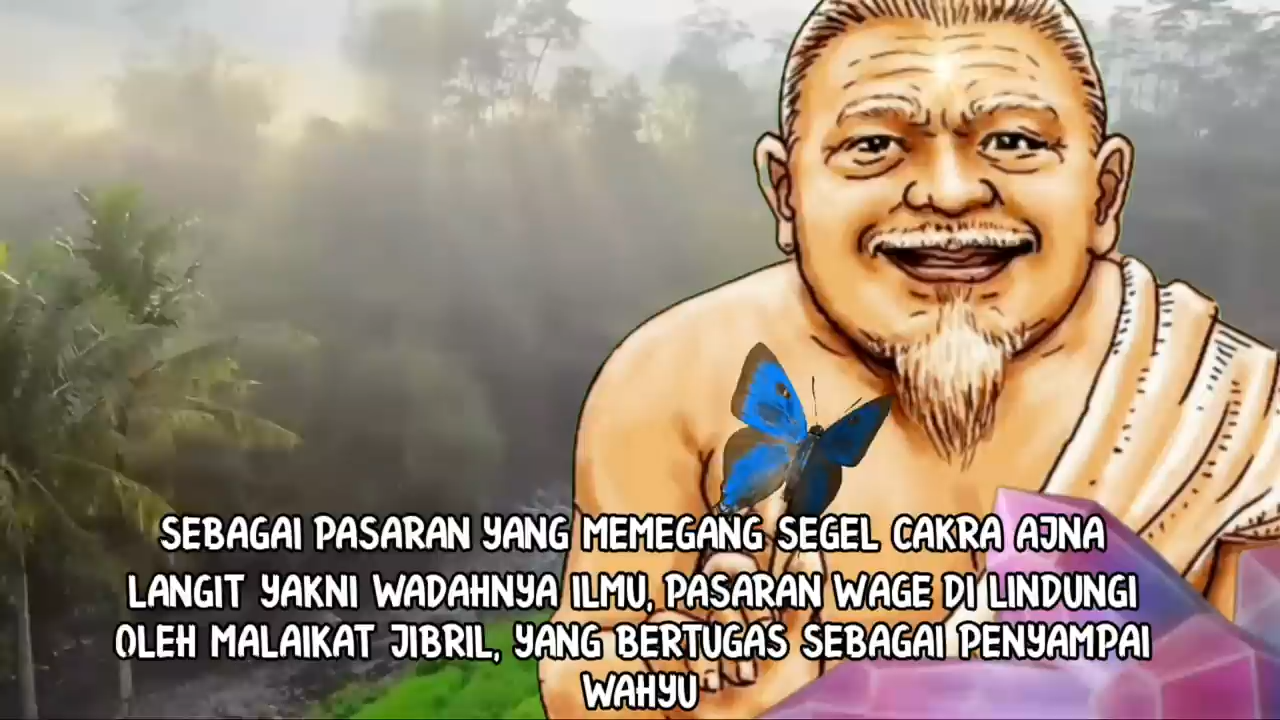 SEBAGAI PASARAN YANG MEMEGANG SEGEL CAKRA AJNA
LANGIT YAKNI WADAHNYA ILMU, PASARAN WAGE DI LINDUNGI
OLEH MALAIKAT JIBRIL, YANG BERTUGAS SEBAGAI PENYAMPAI
WAHYU